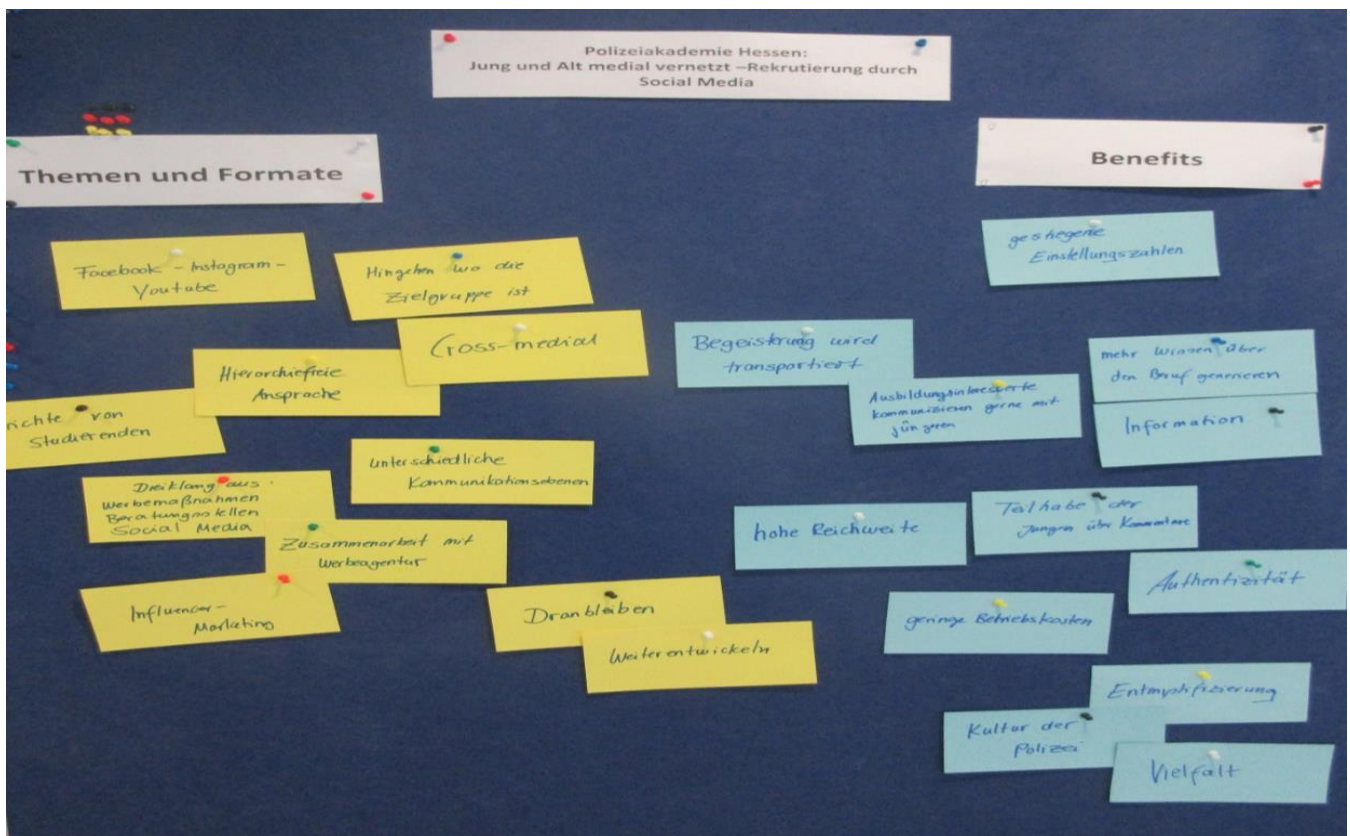 Polizeiakademie Hessen:
Jung und Alt medial vernetzt –Rekrutierung durch
Social Media
Themen und Formate
Benefits
Facebook - Instagram -
Youtube
Hingehen wo die
Zielgruppe ist
Cross-medial
Hierarchiefreie
Ansprache
richte von
Studierenden
unterschiedliche
Kommunikationsebenen
Dreiklang aus
Werbemaßnahmen
Beratungsstellen
Social Media
Zusammenarbeit mit
Werbeagentur
Influencer-
Marketing
Dranbleiben
Weiterentwickeln
gestiegene
Einstellungszahlen
Begeisterung wird
transportiert
mehr Wissen über
den Beruf generieren
Ausbildungsinteressierte
kommunizieren gerne mit
jüngeren
Information
hohe Reichweite
Teilhabe der
Jungen über Kommentare
Authentizität
geringe Betriebskosten
Entmystifizierung
Kultur der
Polizei
Vielfalt